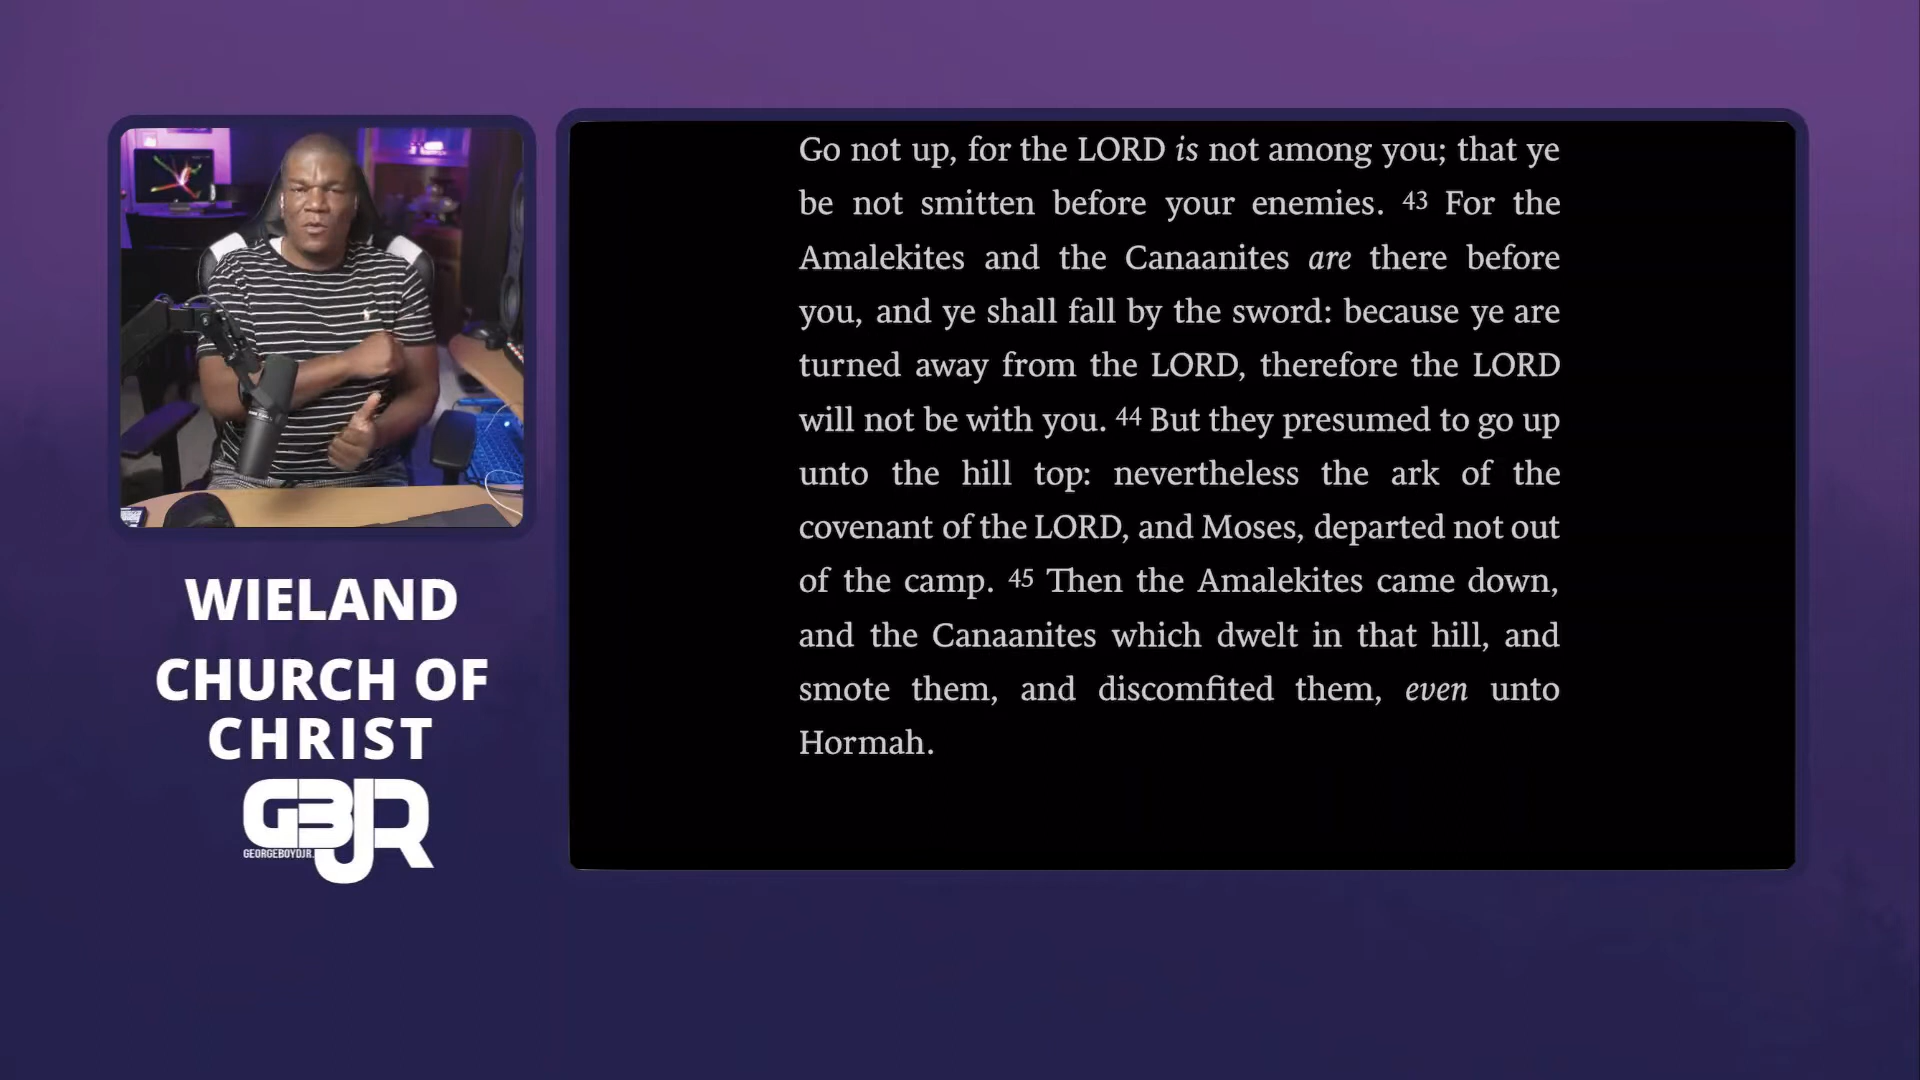 WIELAND
CHURCH OF
CHRIST
GBJR
GEORGEBOYDJR.
Go not up, for the LORD is not among you; that ye
be not smitten before your enemies. 43 For the
Amalekites and the Canaanites are there before
you, and ye shall fall by the sword: because ye are
turned away from the LORD, therefore the LORD
will not be with you. 44 But they presumed to go up
unto the hill top: nevertheless the ark of the
covenant of the LORD, and Moses, departed not out
of the camp. 45 Then the Amalekites came down,
and the Canaanites which dwelt in that hill, and
smote them, and discomfited them, even unto
Hormah.